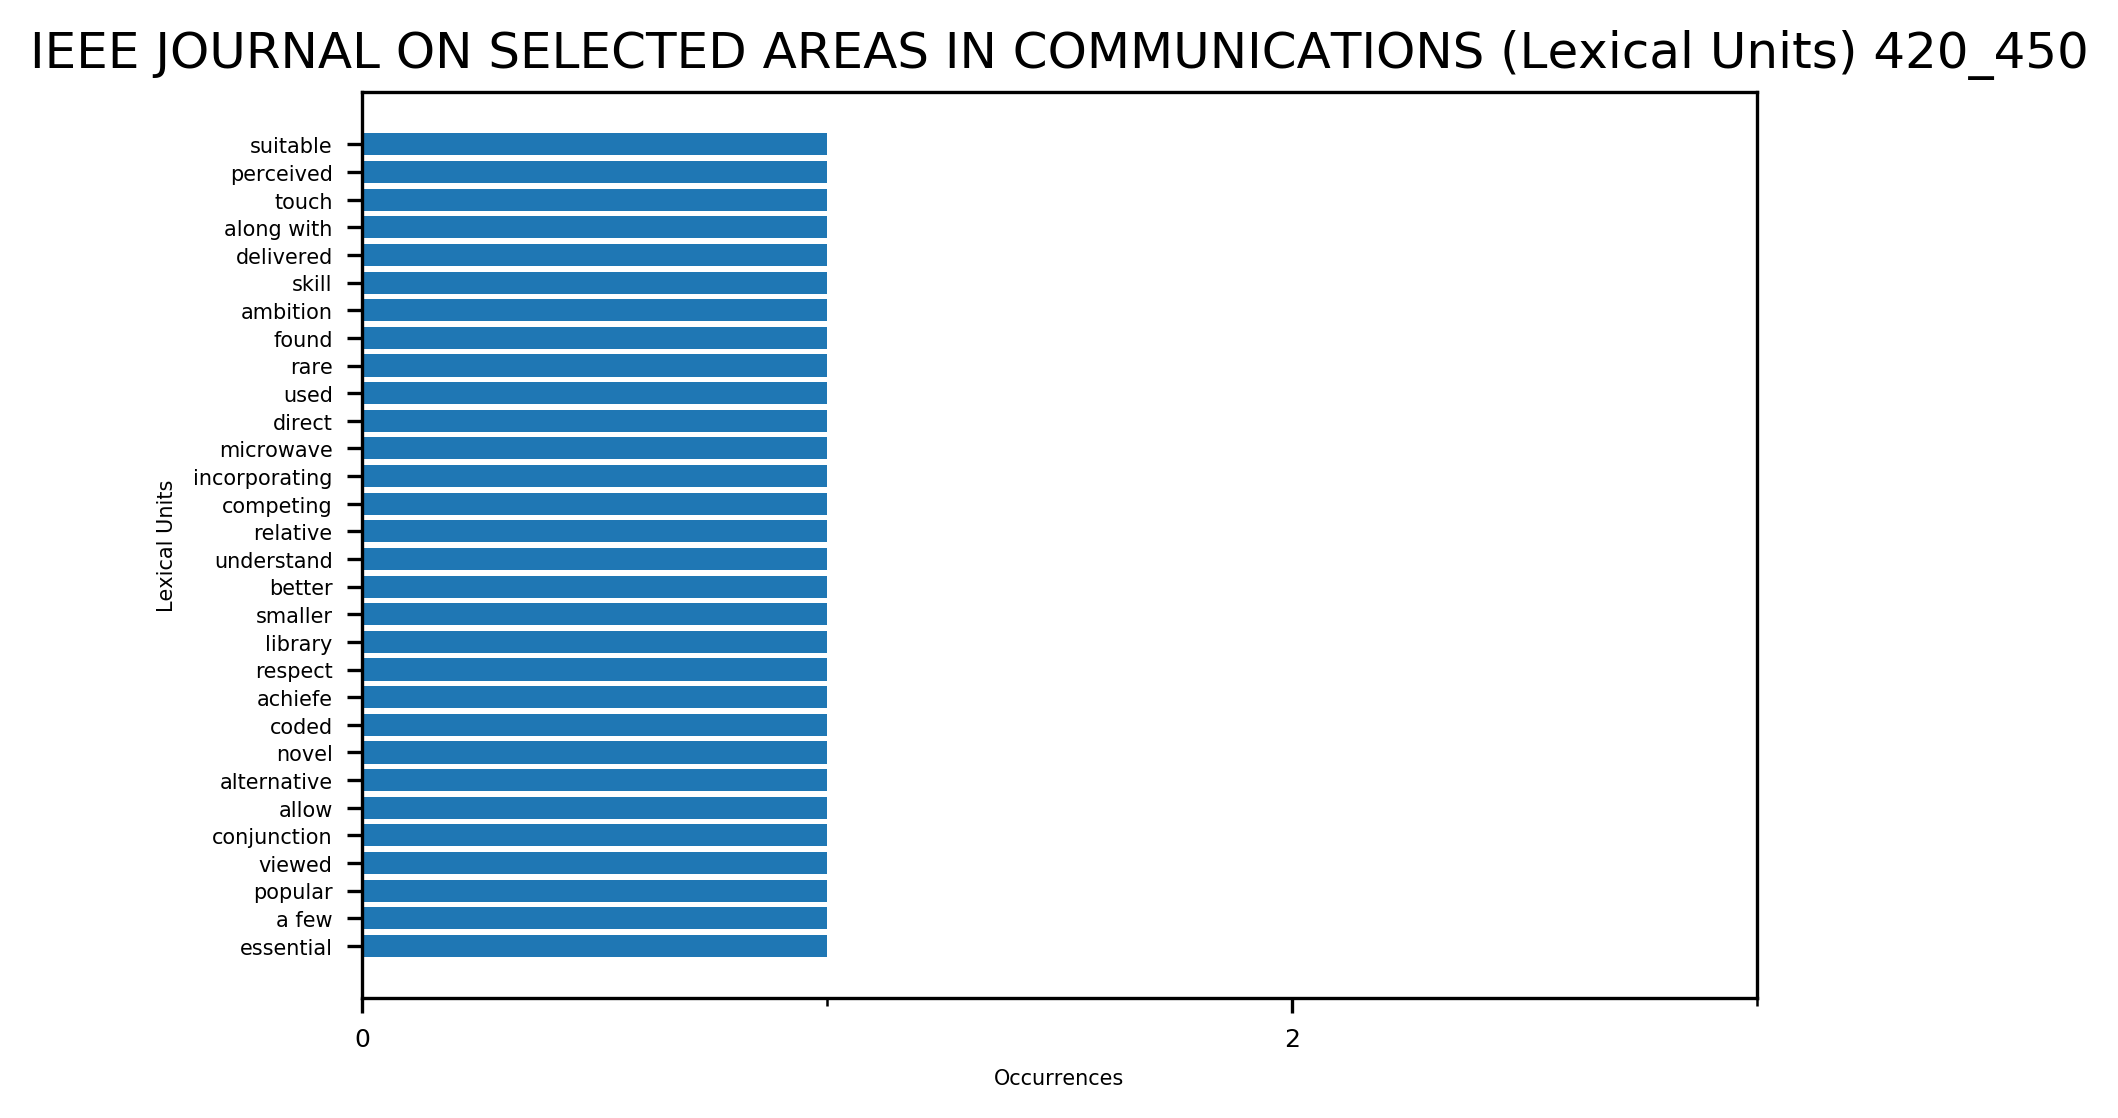 IEEE JOURNAL ON SELECTED AREAS IN COMMUNICATIONS (Lexical Units) 420_450
Lexical Units
suitable
perceived
touch
along with
delivered
skill
ambition
found
rare
used
direct
microwave
incorporating
competing
relative
understand
better
smaller
library
respect
achiefe
coded
novel
alternative
allow
conjunction
viewed
popular
a few
essential
0 2
Occurrences